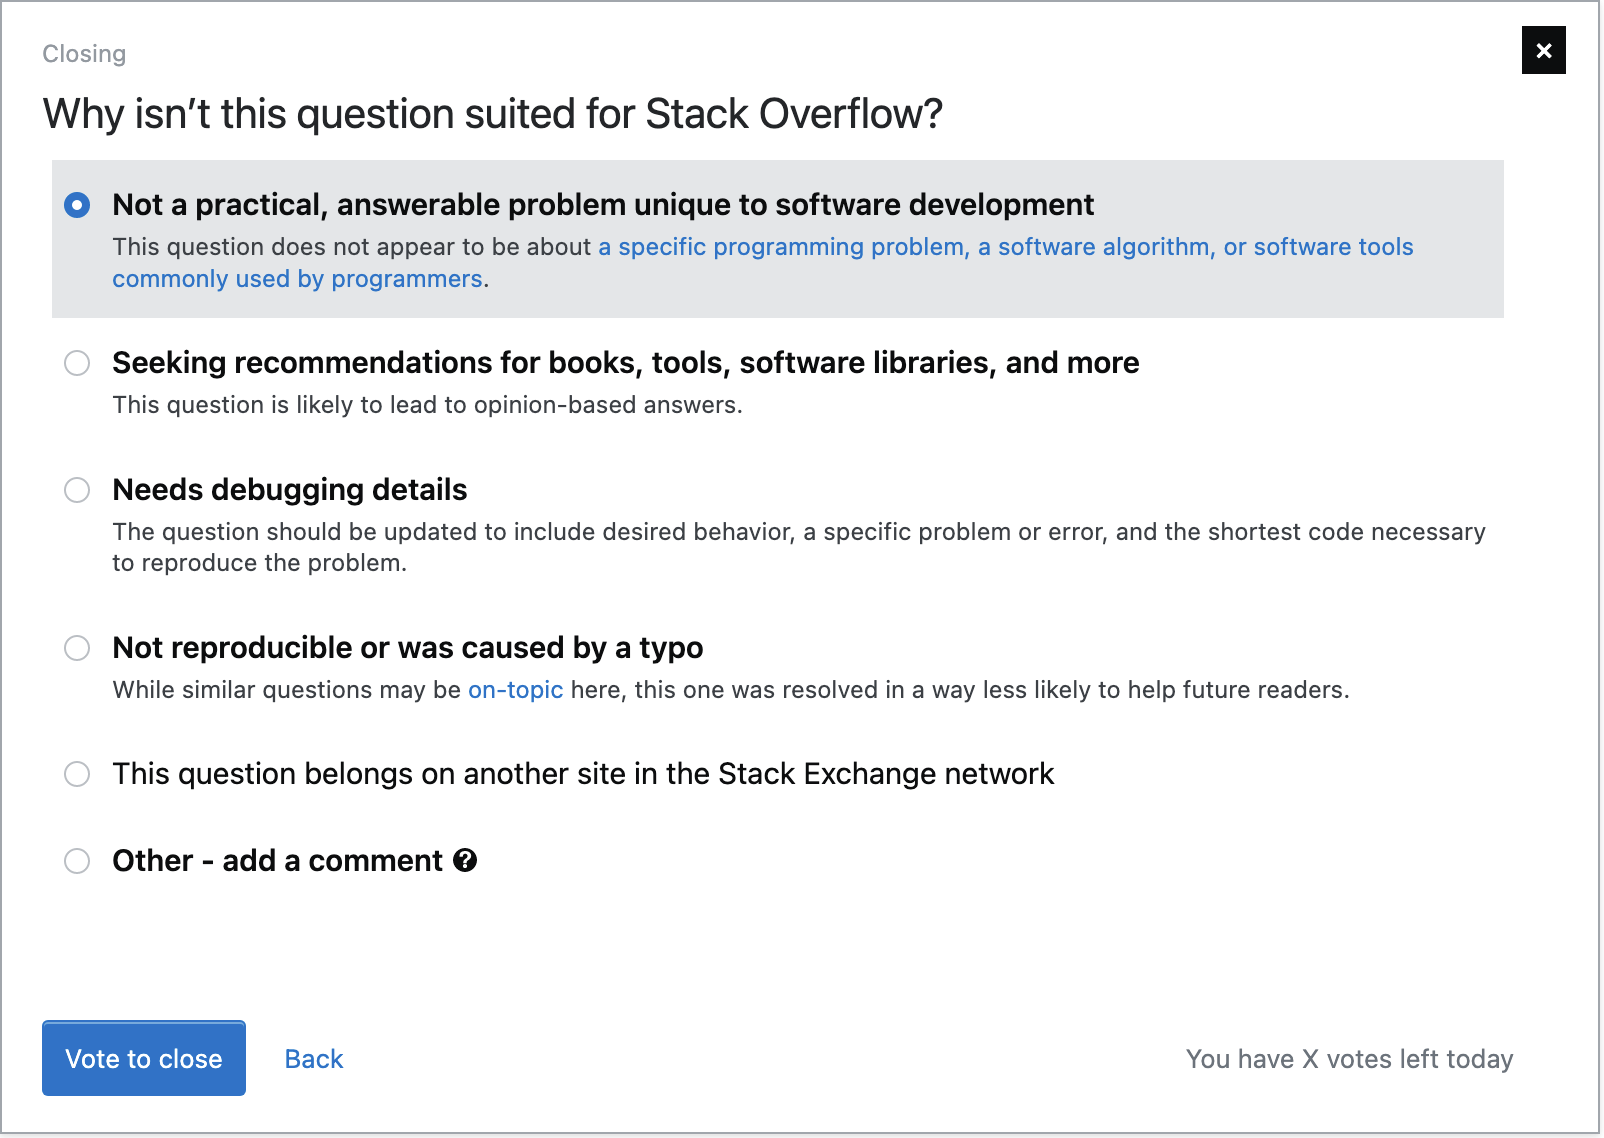 Closing
Why isn’t this question suited for Stack Overflow?
Not a practical, answerable problem unique to software development
This question does not appear to be about a specific programming problem, a software algorithm, or software tools
commonly used by programmers.
Seeking recommendations for books, tools, software libraries, and more
This question is likely to lead to opinion-based answers.
Needs debugging details
The question should be updated to include desired behavior, a specific problem or error, and the shortest code necessary
to reproduce the problem.
Not reproducible or was caused by a typo
While similar questions may be on-topic here, this one was resolved in a way less likely to help future readers.
This question belongs on another site in the Stack Exchange network
Other - add a comment ?
Vote to close Back You have X votes left today